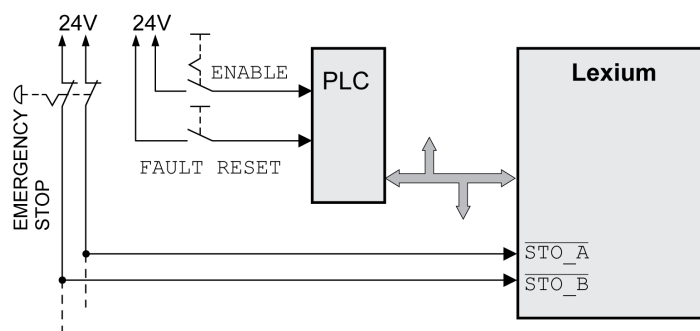 24V
24V
ENABLE
PLC
Lexium
EMERGENCY
STOP
FAULT RESET
STO_A
STO_B